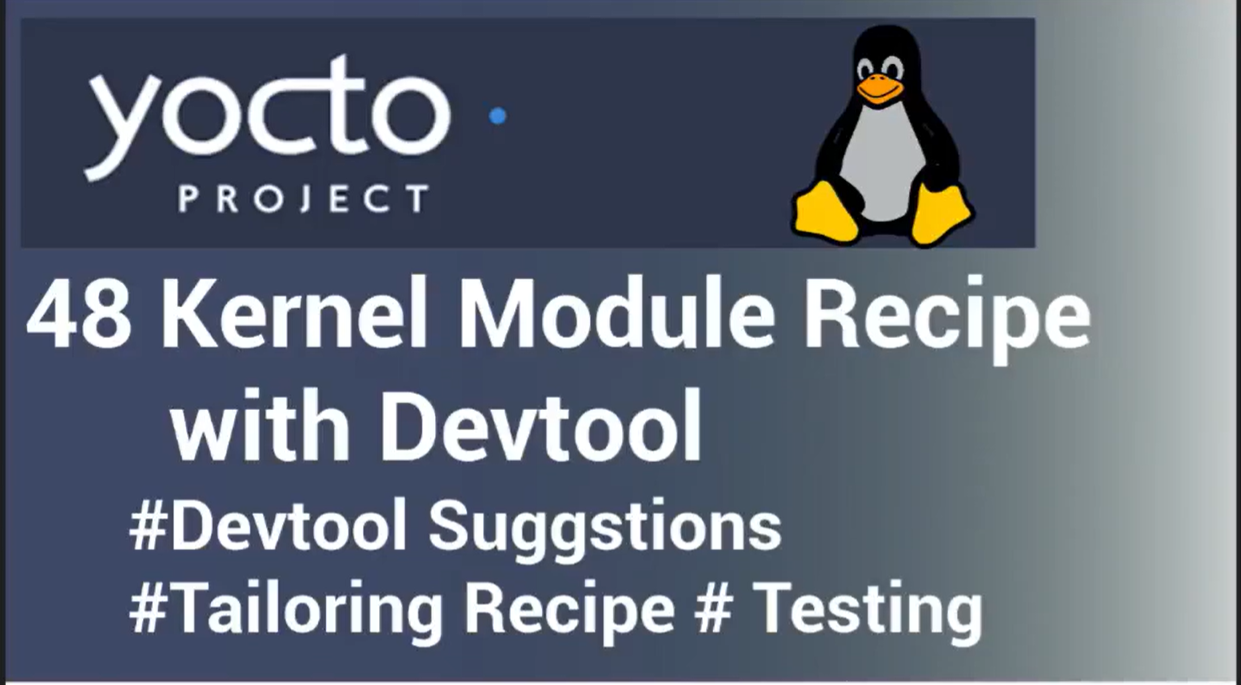 yocto
PROJECT
48 Kernel Module Recipe
with Devtool
#Devtool Suggstions
#Tailoring Recipe # Testing